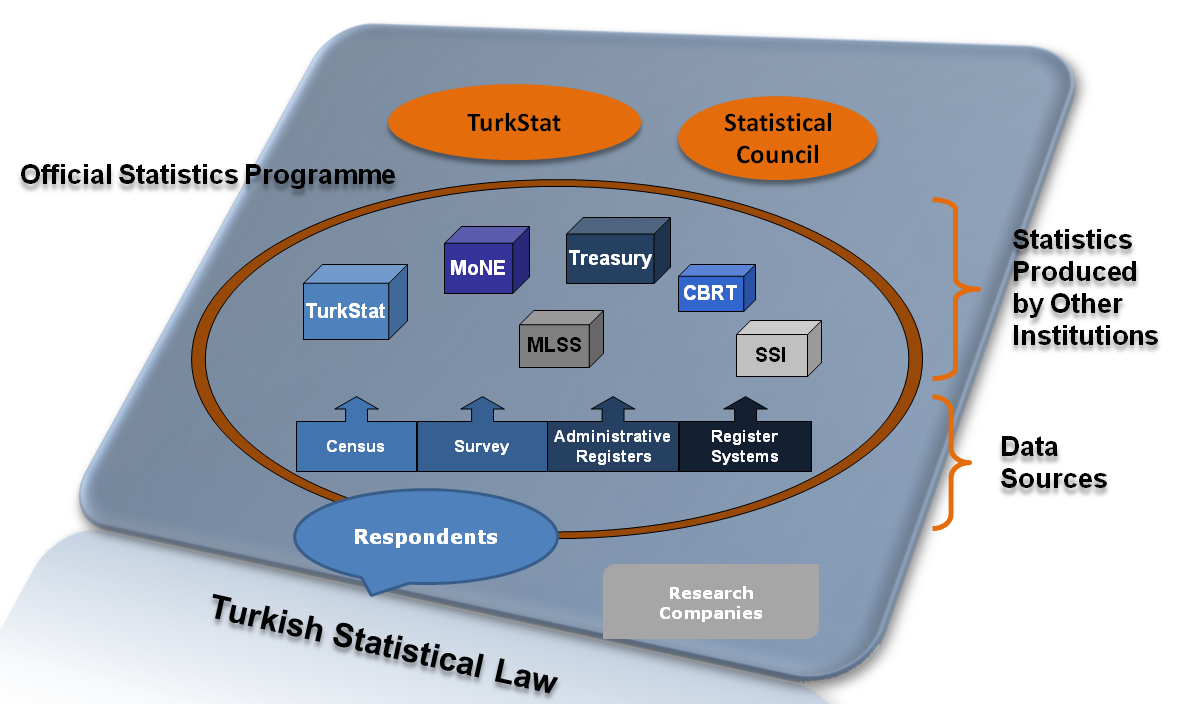 TurkStat
Statistical
Council
Official Statistics Programme
MoNE
Treasury
TurkStat
CBRT
MLSS
SSI
Statistics
Produced
by Other
Institutions
Census
Survey
Administrative
Registers
Register
Systems
Data
Sources
Respondents
Research
Companies
Turkish Statistical Law